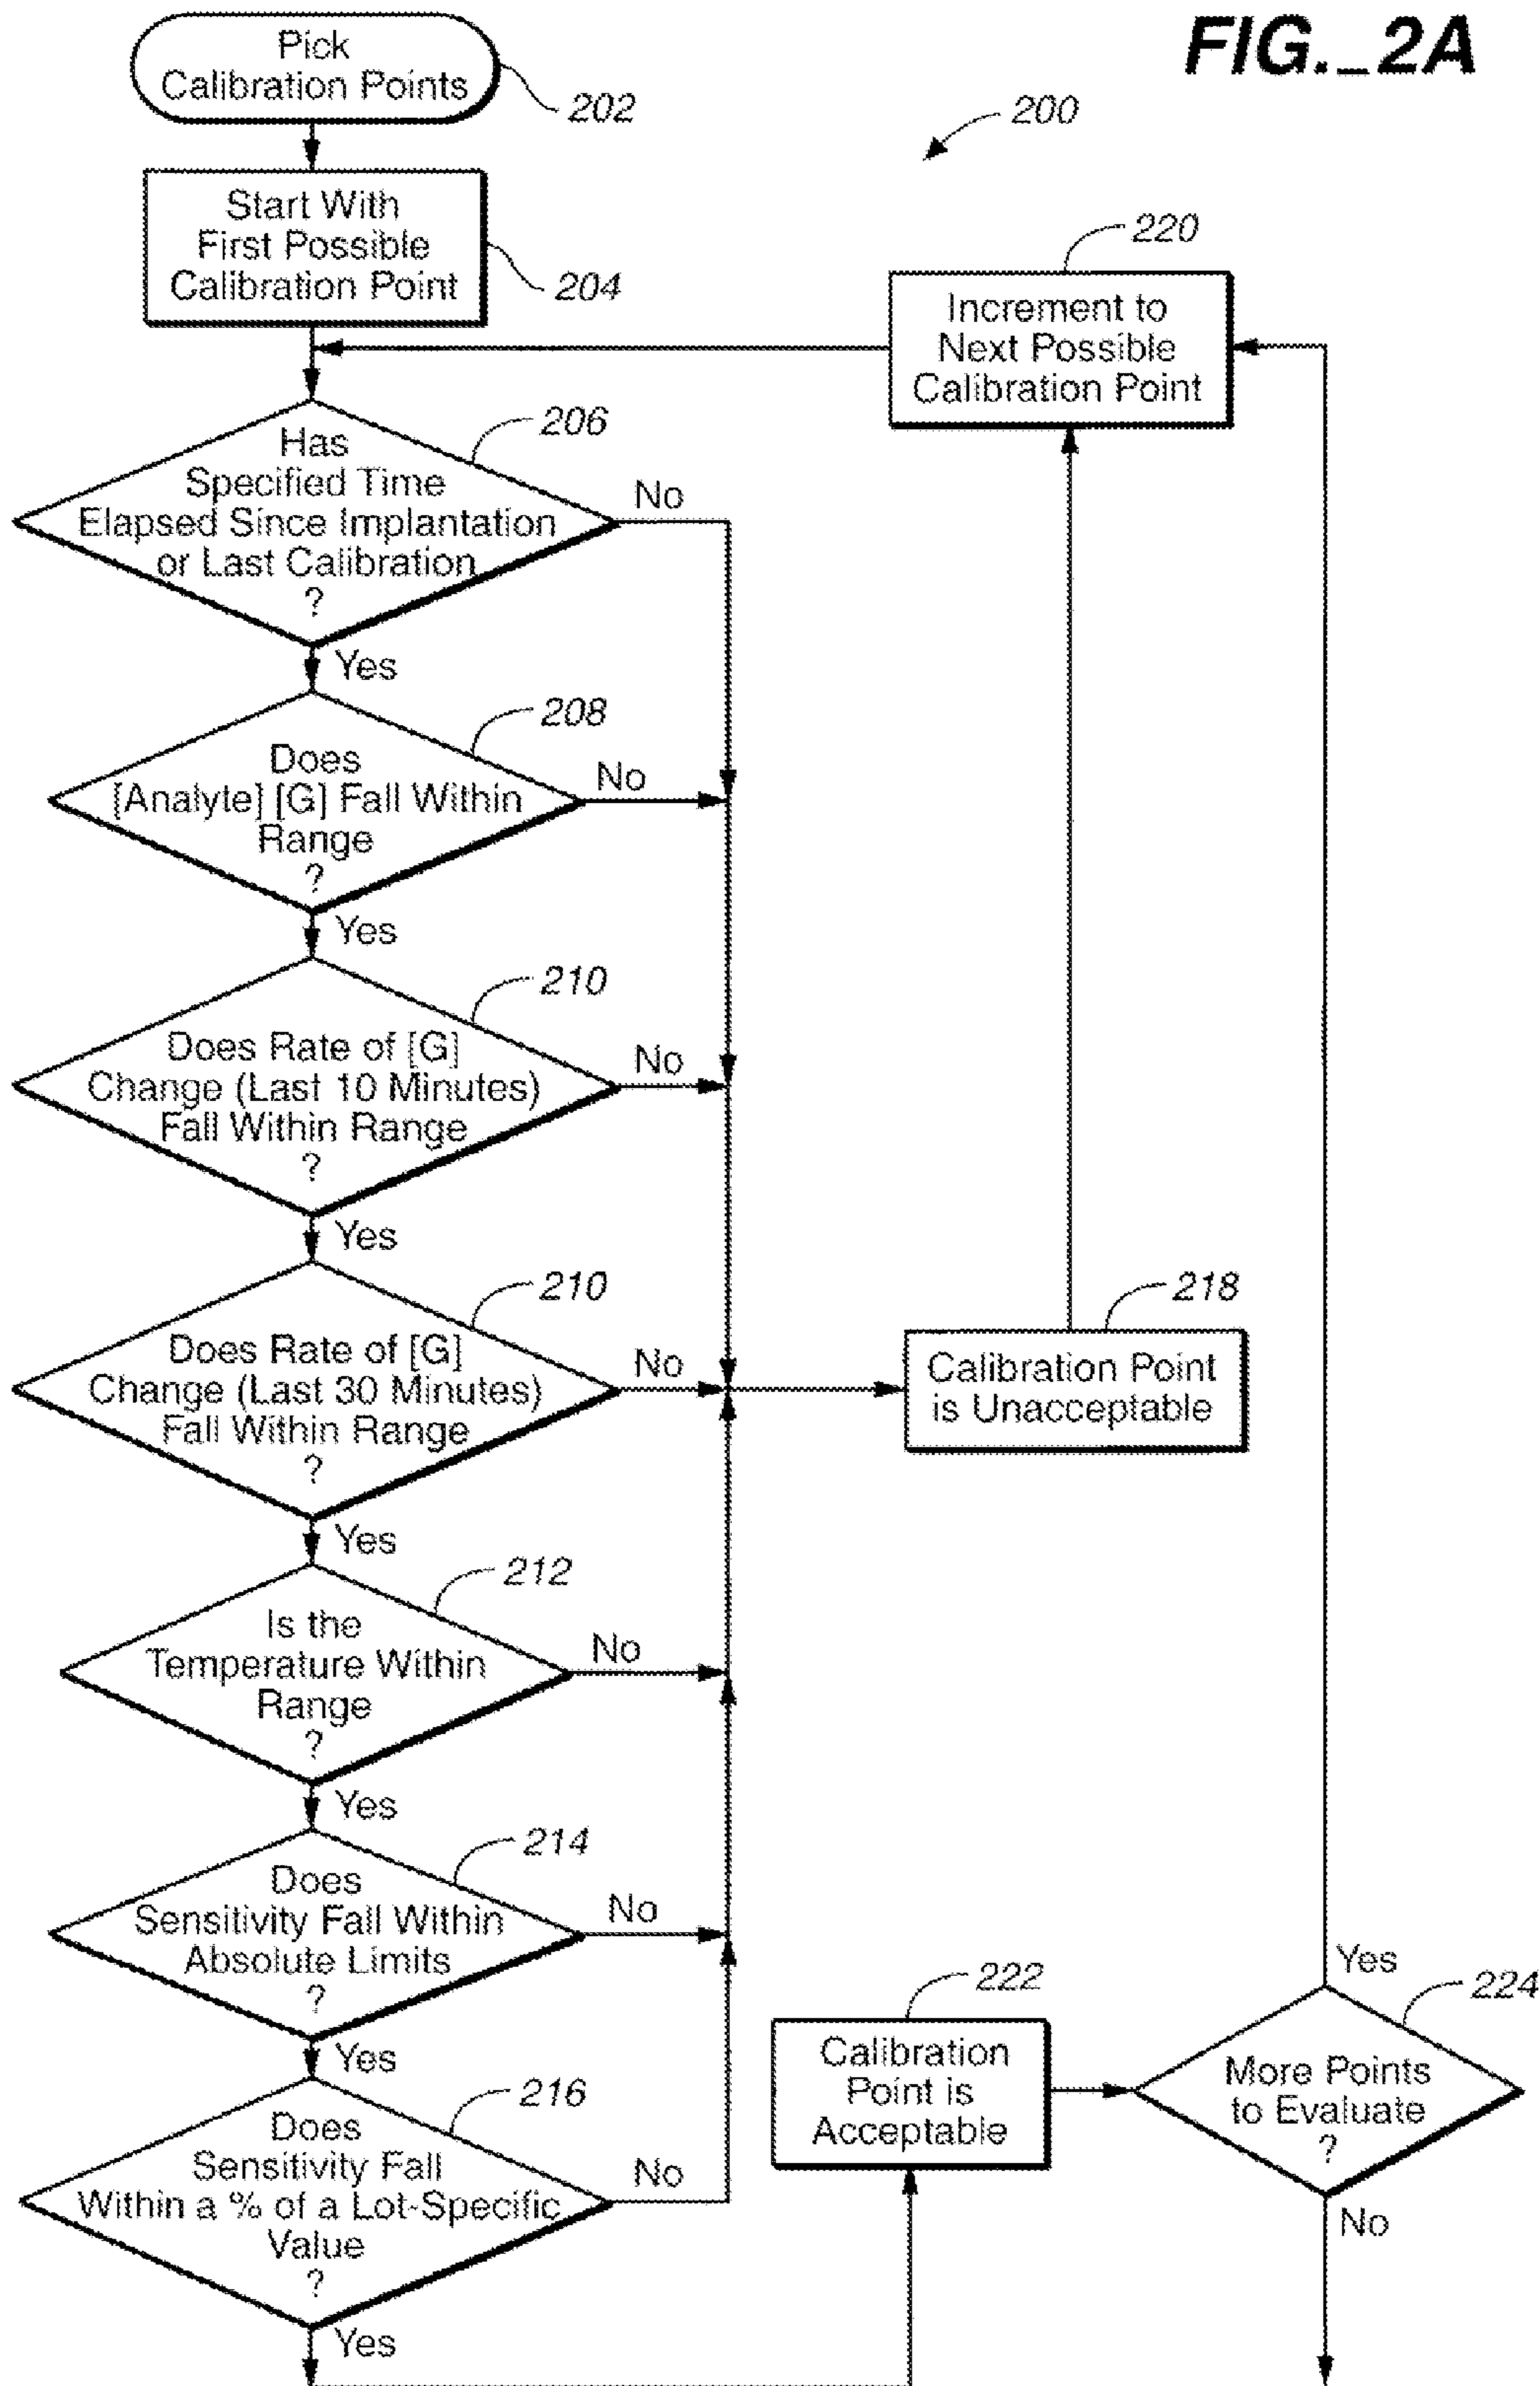 FIG._2A
Pick
Calibration Points
202
200
Start With
First Possible
Calibration Point
204
220
Increment to
Next Possible
Calibration Point
206
Has
Specified Time
Elapsed Since Implantation
or Last Calibration
?
No
Yes
208
Does
[Analyte] [G] Fall Within
Range
?
No
Yes
210
Does Rate of [G]
Change (Last 10 Minutes)
Fall Within Range
?
No
Yes
210
Does Rate of [G]
Change (Last 30 Minutes)
Fall Within Range
?
No
218
Calibration Point
is Unacceptable
Yes
212
Is the
Temperature Within
Range
?
No
Yes
214
Does
Sensitivity Fall Within
Absolute Limits
?
No
Yes
216
Does
Sensitivity Fall
Within a % of a Lot-Specific
Value
?
No
Yes
222
Calibration
Point is
Acceptable
Yes
224
More Points
to Evaluate
?
No